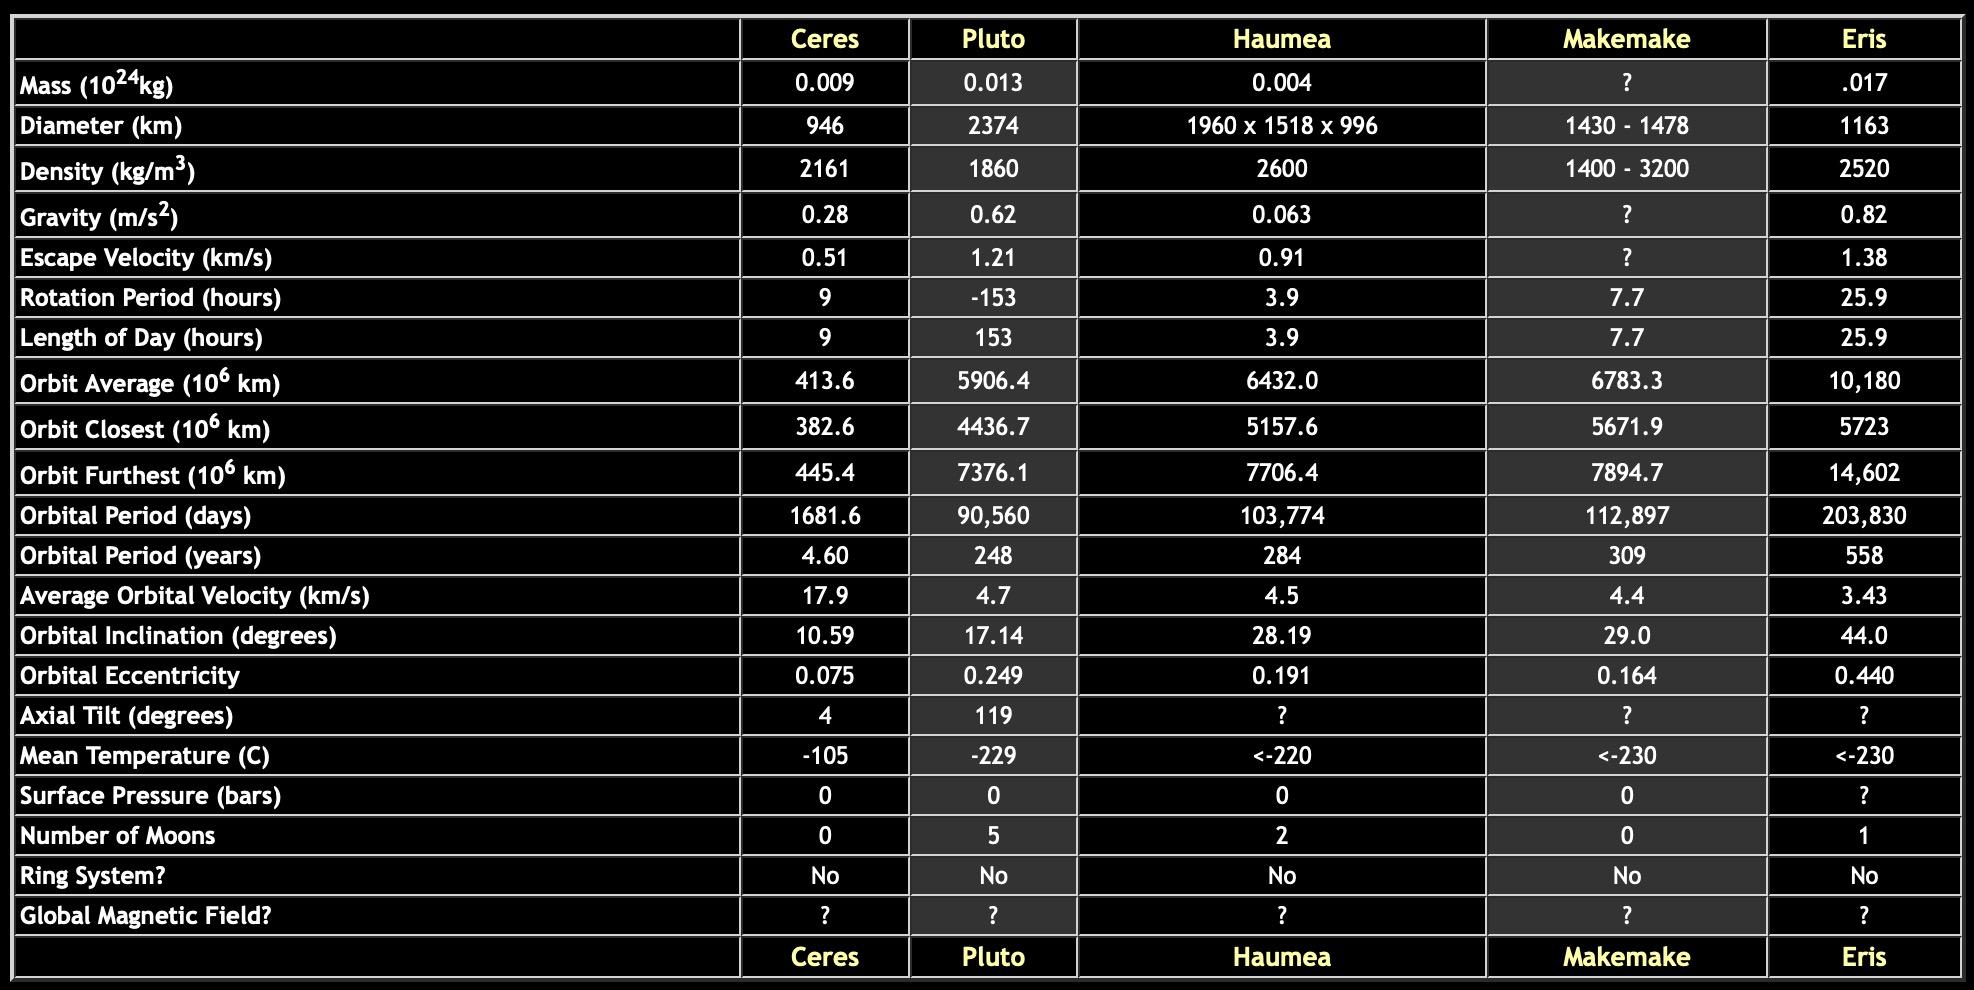 Ceres Pluto Haumea Makemake Eris
Mass (10^24kg) 0.009 0.013 0.004 ? .017
Diameter (km) 946 2374 1960 x 1518 x 996 1430 - 1478 1163
Density (kg/m^3) 2161 1860 2600 1400 - 3200 2520
Gravity (m/s^2) 0.28 0.62 0.063 ? 0.82
Escape Velocity (km/s) 0.51 1.21 0.91 ? 1.38
Rotation Period (hours) 9 -153 3.9 7.7 25.9
Length of Day (hours) 9 153 3.9 7.7 25.9
Orbit Average (10^6 km) 413.6 5906.4 6432.0 6783.3 10,180
Orbit Closest (10^6 km) 382.6 4436.7 5157.6 5671.9 5723
Orbit Furthest (10^6 km) 445.4 7376.1 7706.4 7894.7 14,602
Orbital Period (days) 1681.6 90,560 103,774 112,897 203,830
Orbital Period (years) 4.60 248 284 309 558
Average Orbital Velocity (km/s) 17.9 4.7 4.5 4.4 3.43
Orbital Inclination (degrees) 10.59 17.14 28.19 29.0 44.0
Orbital Eccentricity 0.075 0.249 0.191 0.164 0.440
Axial Tilt (degrees) 4 119 ? ? ?
Mean Temperature (C) -105 -229 <-220 <-230 <-230
Surface Pressure (bars) 0 0 0 0 ?
Number of Moons 0 5 2 0 1
Ring System? No No No No No
Global Magnetic Field? ? ? ? ? ?
Ceres Pluto Haumea Makemake Eris